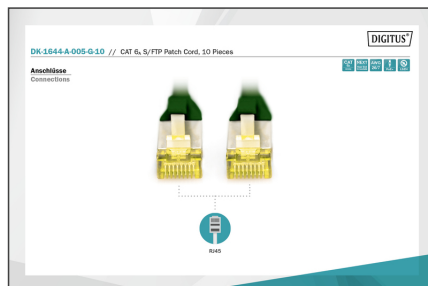 DIGITUS®
DK-1644-A-005-G-10 // CAT 6A S/FTP Patch Cord, 10 Pieces
Anschlüsse
Connections
RJ45